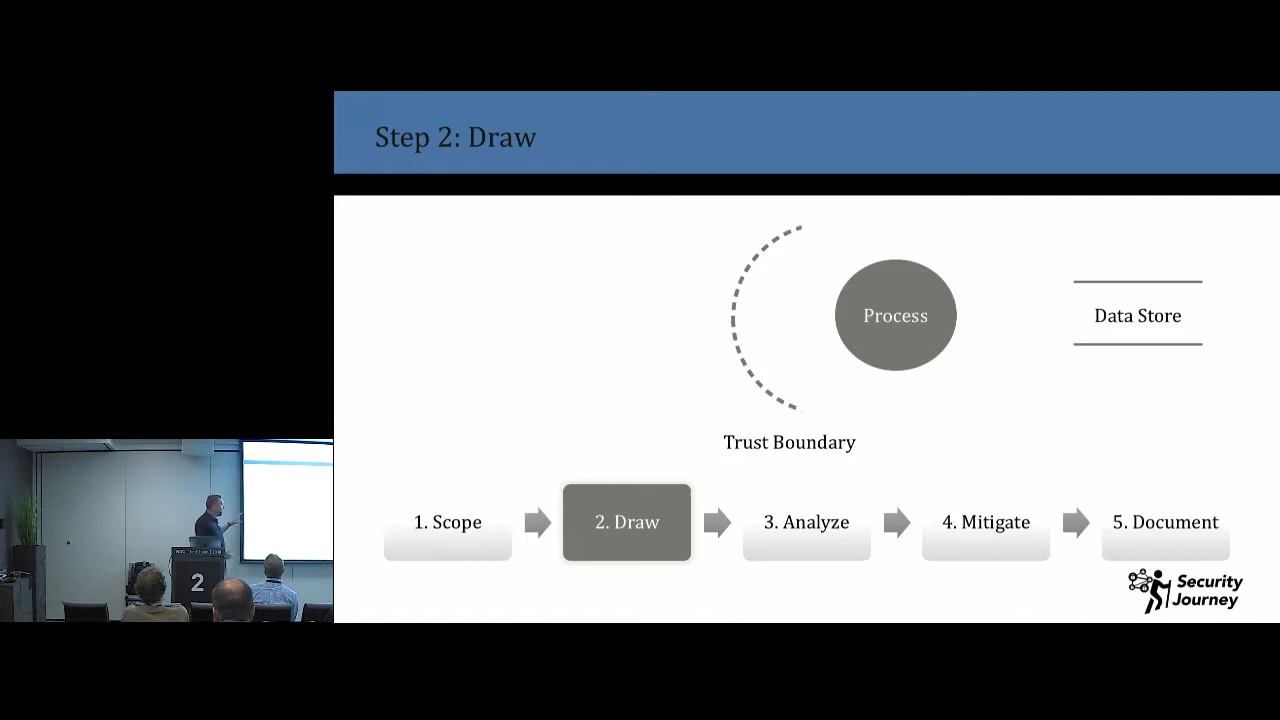 Step 2: Draw
Process
Data Store
Trust Boundary
1. Scope
2. Draw
3. Analyze
4. Mitigate
5. Document
Security
Journey
2